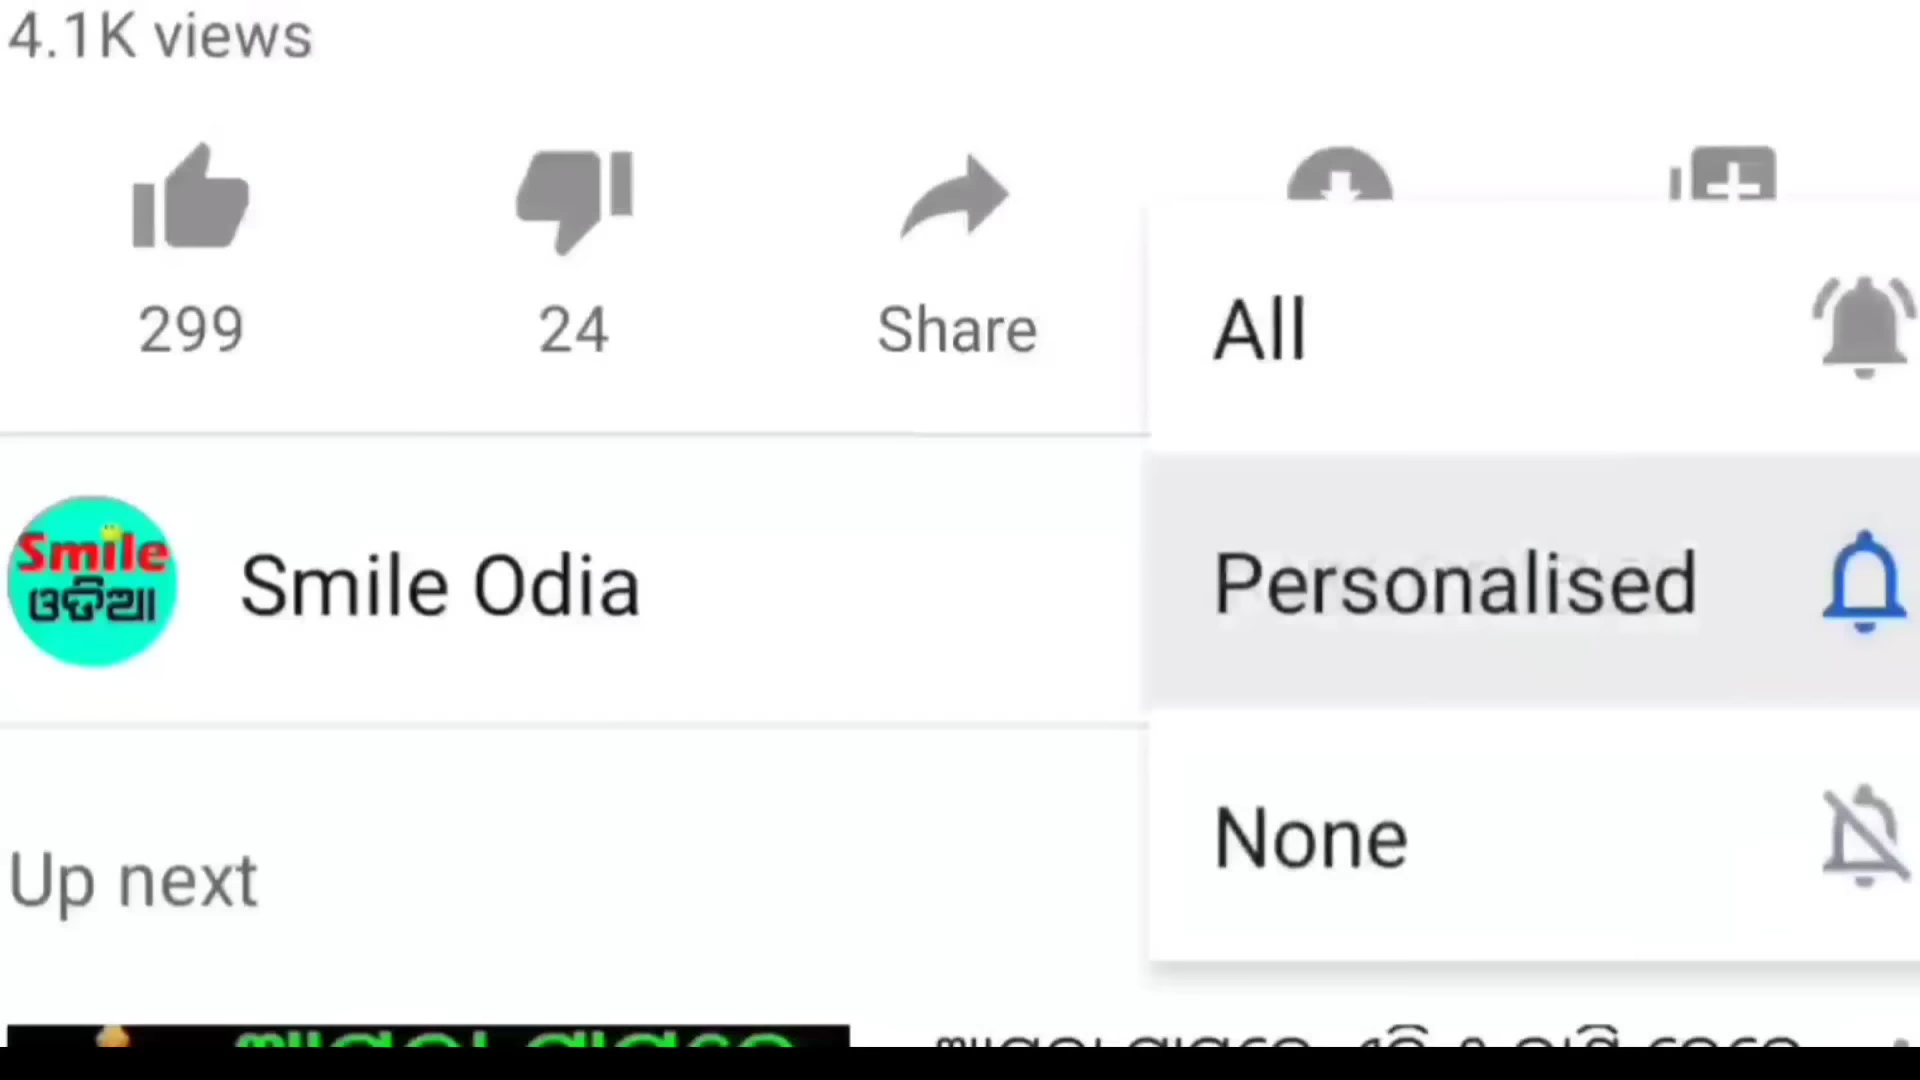 4.1K views
299
24
Share
All
Smile
ଓଡିଆ
Smile Odia
Personalised
None
Up next